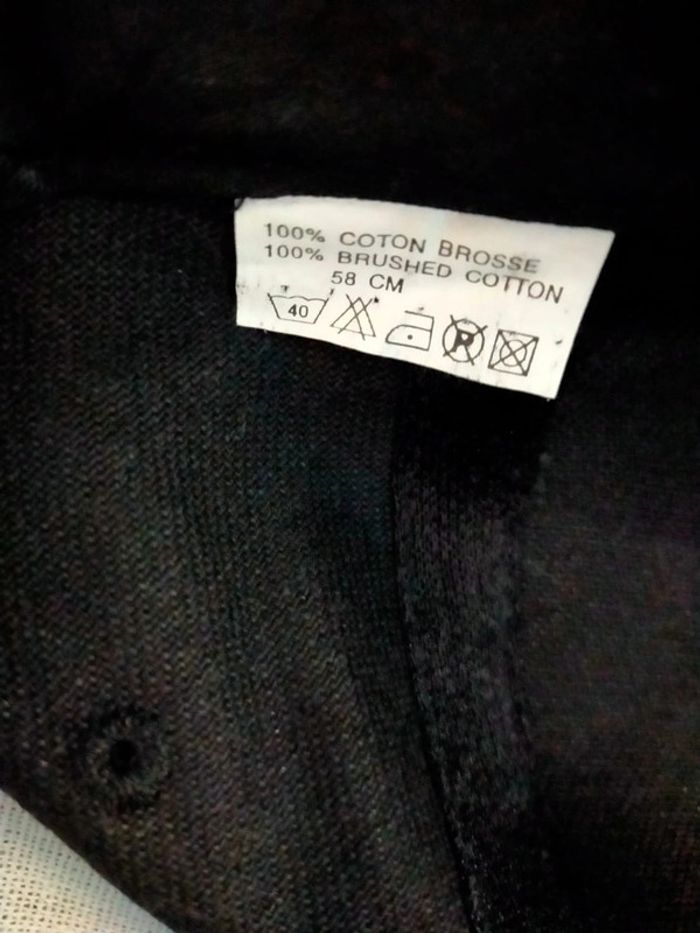 100% COTON BROSSE
100% BRUSHED COTTON
58 CM
40 P